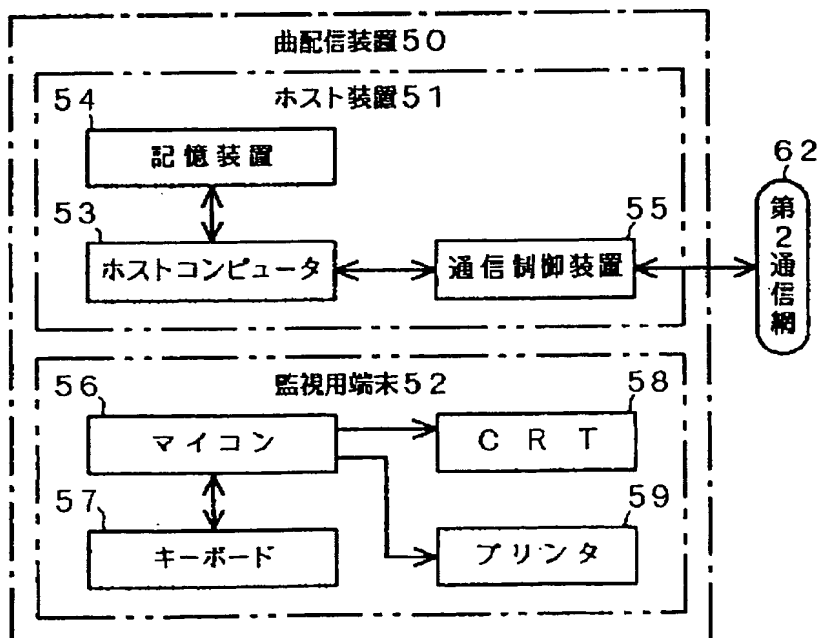 曲配信装置50
ホスト装置51
54
記憶装置
53
ホストコンピュータ
55
通信制御装置
62
第2通信網
監視用端末52
56
マイコン
58
CRT
57
キーボード
59
プリンタ